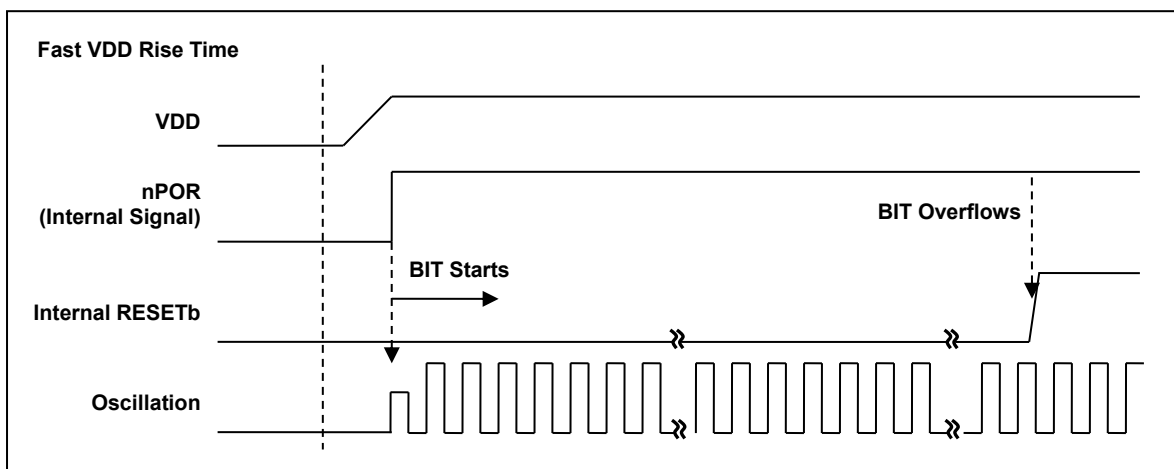 Fast VDD Rise Time
VDD
nPOR
(Internal Signal)
BIT Overflows
BIT Starts
Internal RESETb
Oscillation